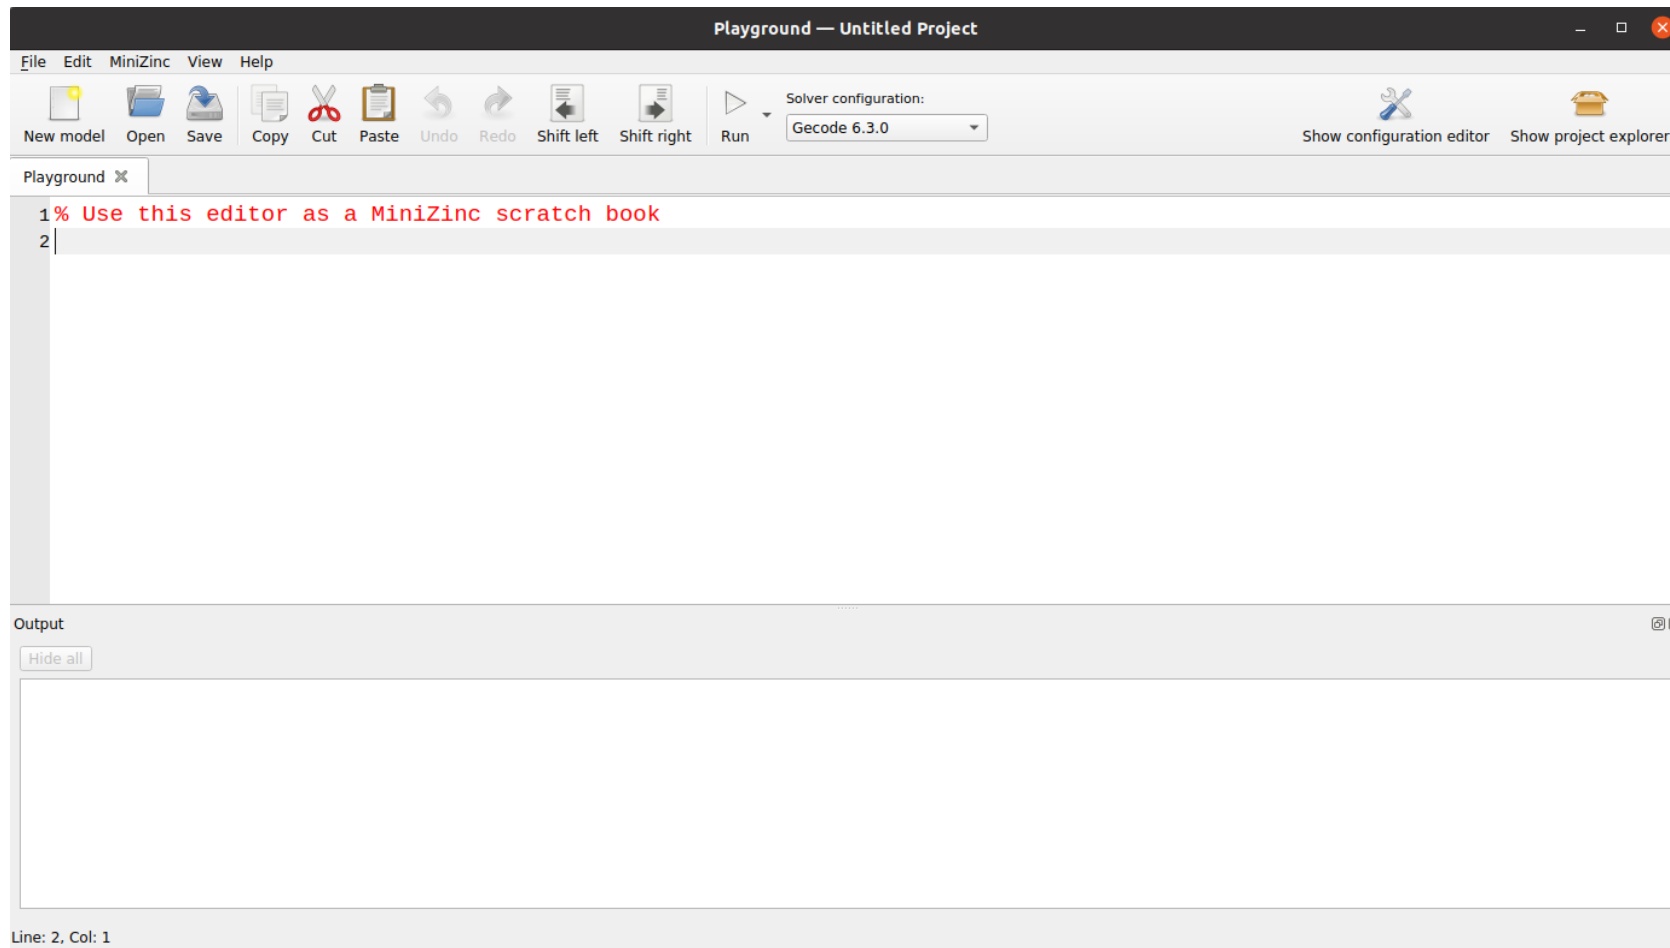 Playground — Untitled Project
File Edit MiniZinc View Help
Solver configuration:
New model Open Save Copy Cut Paste Undo Redo Shift left Shift right Run Gecode 6.3.0 Show configuration editor Show project explorer
Playground
1 % Use this editor as a MiniZinc scratch book
2
Output
Hide all
Line: 2, Col: 1